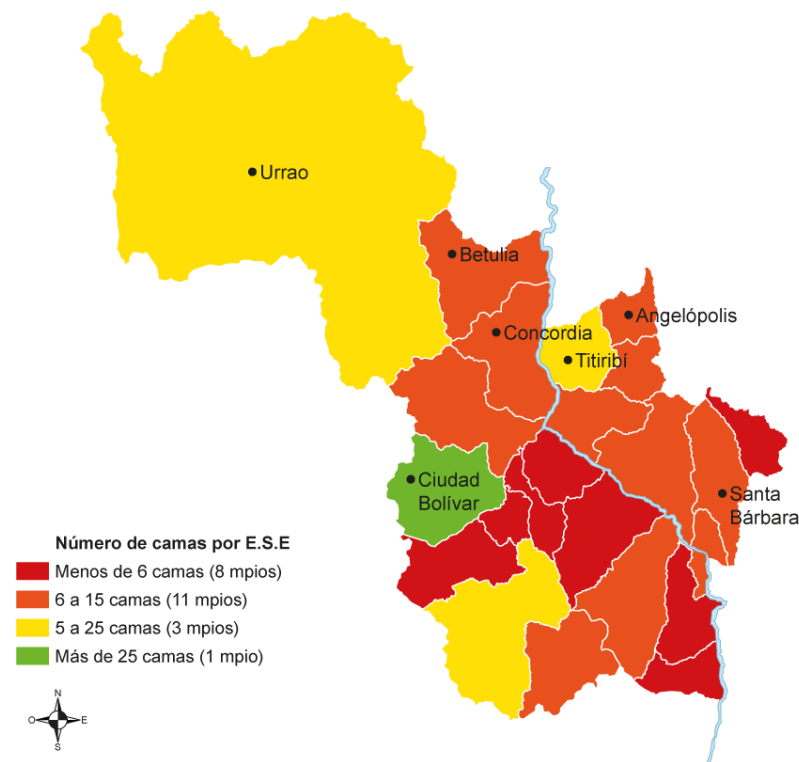 Urrao
Betulia
Angelópolis
Concordia
Titiribí
Ciudad
Bolívar
Santa
Bárbara
Número de camas por E.S.E
Menos de 6 camas (8 mpios)
6 a 15 camas (11 mpios)
5 a 25 camas (3 mpios)
Más de 25 camas (1 mpio)
N
O
E
S